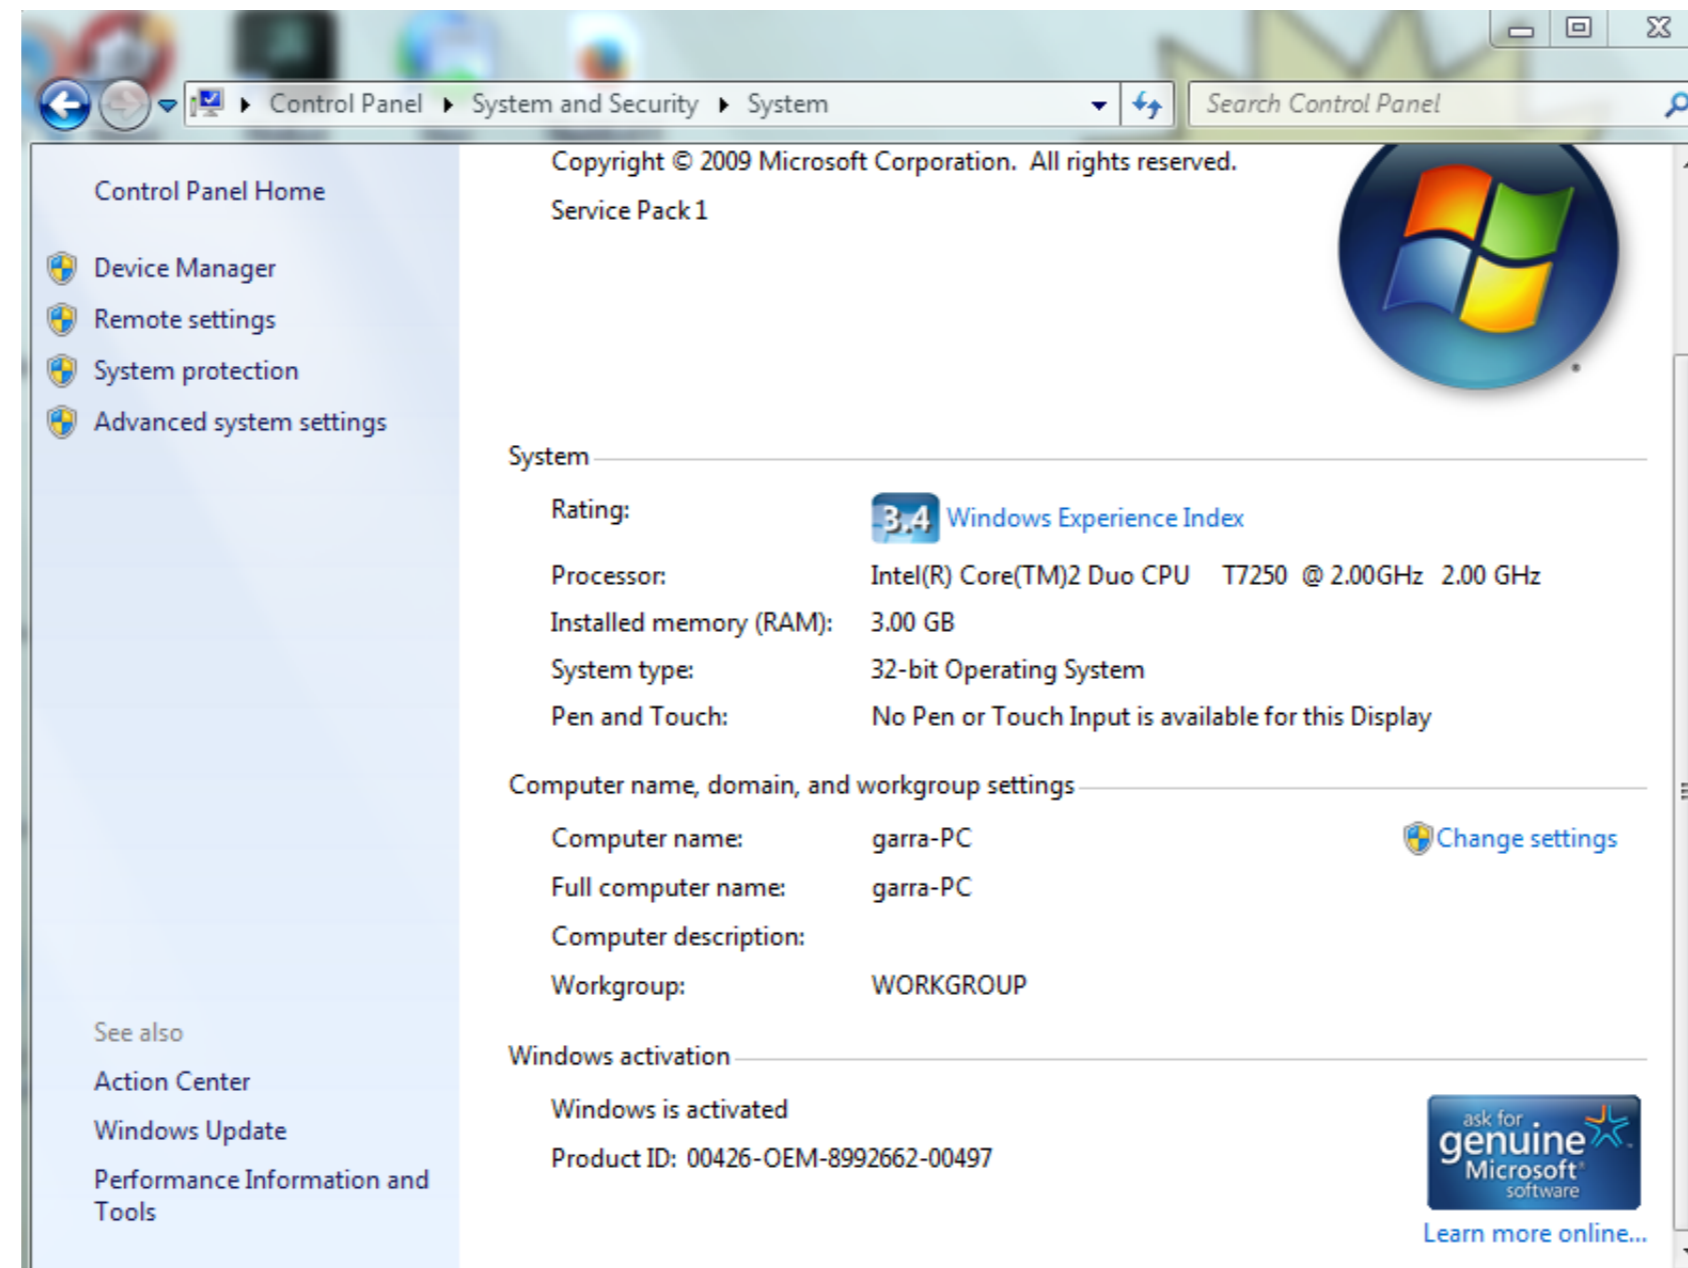 Control Panel ▸ System and Security ▸ System
Search Control Panel
Control Panel Home
Device Manager
Remote settings
System protection
Advanced system settings
See also
Action Center
Windows Update
Performance Information and
Tools
Copyright © 2009 Microsoft Corporation. All rights reserved.
Service Pack 1
System
Rating: 3.4 Windows Experience Index
Processor: Intel(R) Core(TM)2 Duo CPU T7250 @ 2.00GHz 2.00 GHz
Installed memory (RAM): 3.00 GB
System type: 32-bit Operating System
Pen and Touch: No Pen or Touch Input is available for this Display
Computer name, domain, and workgroup settings
Computer name: garra-PC
Change settings
Full computer name: garra-PC
Computer description:
Workgroup: WORKGROUP
Windows activation
Windows is activated
Product ID: 00426-OEM-8992662-00497
ask for
genuine
Microsoft®
software
Learn more online...